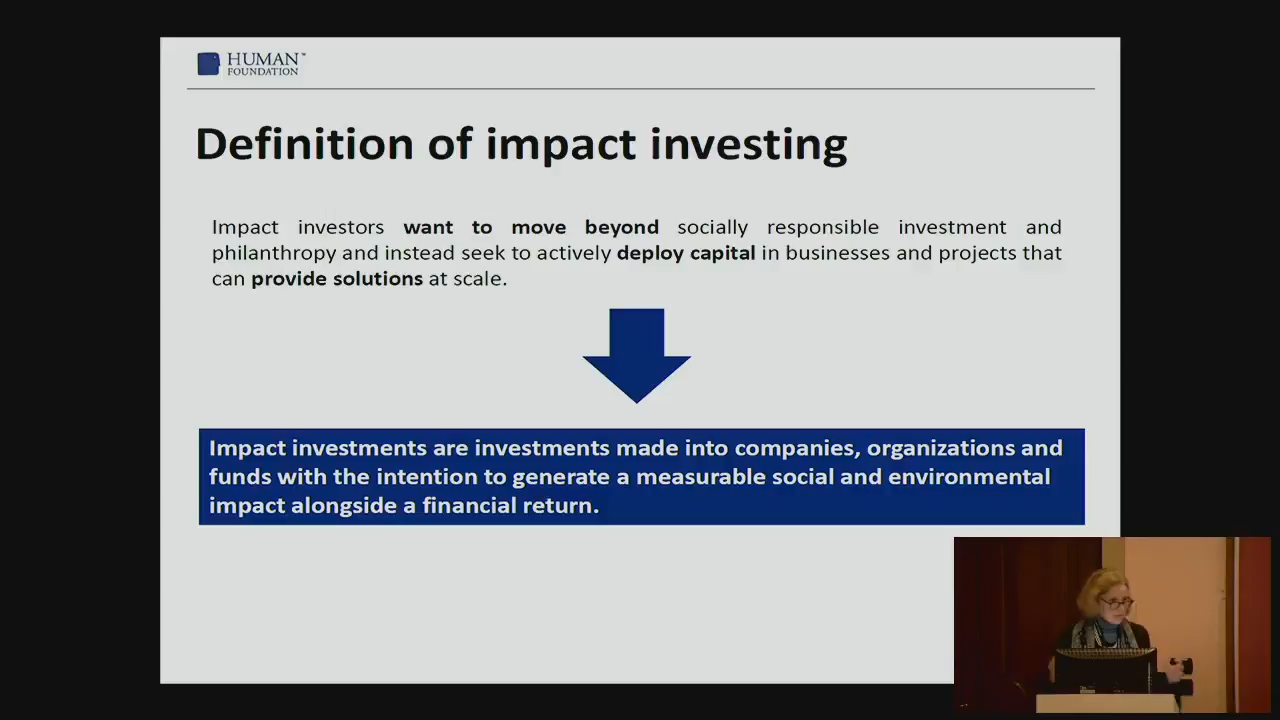 HUMAN™
FOUNDATION
Definition of impact investing
Impact investors want to move beyond socially responsible investment and
philanthropy and instead seek to actively deploy capital in businesses and projects that
can provide solutions at scale.
Impact investments are investments made into companies, organizations and
funds with the intention to generate a measurable social and environmental
impact alongside a financial return.